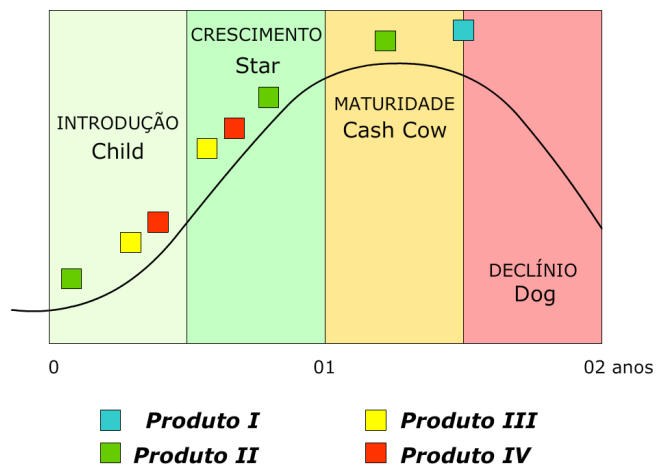 INTRODUÇÃO
Child
CRESCIMENTO
Star
MATURIDADE
Cash Cow
DECLÍNIO
Dog
0 01 02 anos
Produto I Produto III
Produto II Produto IV